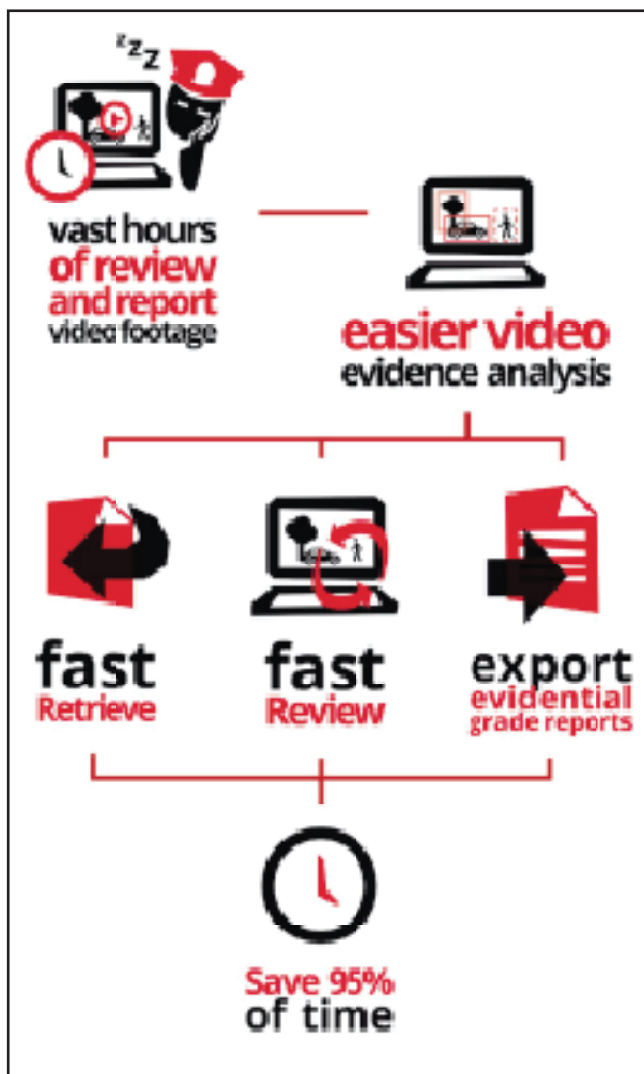 zzz
vast hours
of review
and report
video footage
easier video
evidence analysis
fast
Retrieve
fast
Review
export
evidential
grade reports
Save 95%
of time